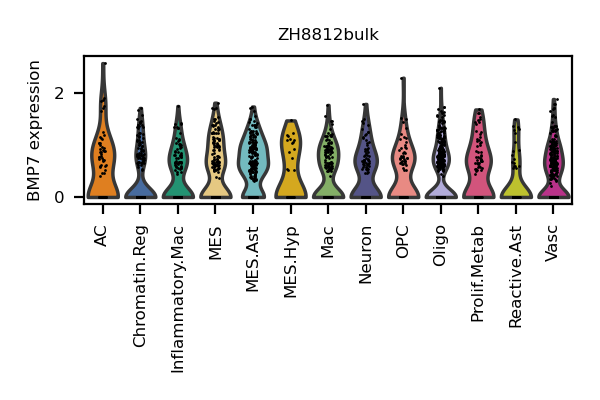 ZH8812bulk
BMP7 expression
2
0
AC
Chromatin.Reg
Inflammatory.Mac
MES
MES.Ast
MES.Hyp
Mac
Neuron
OPC
Oligo
Prolif.Metab
Reactive.Ast
Vasc